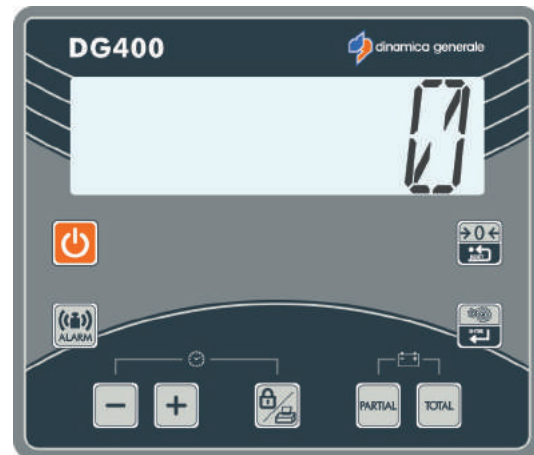 DG400
dinamica generale
0
→0←
ALARM
− +
PARTIAL TOTAL